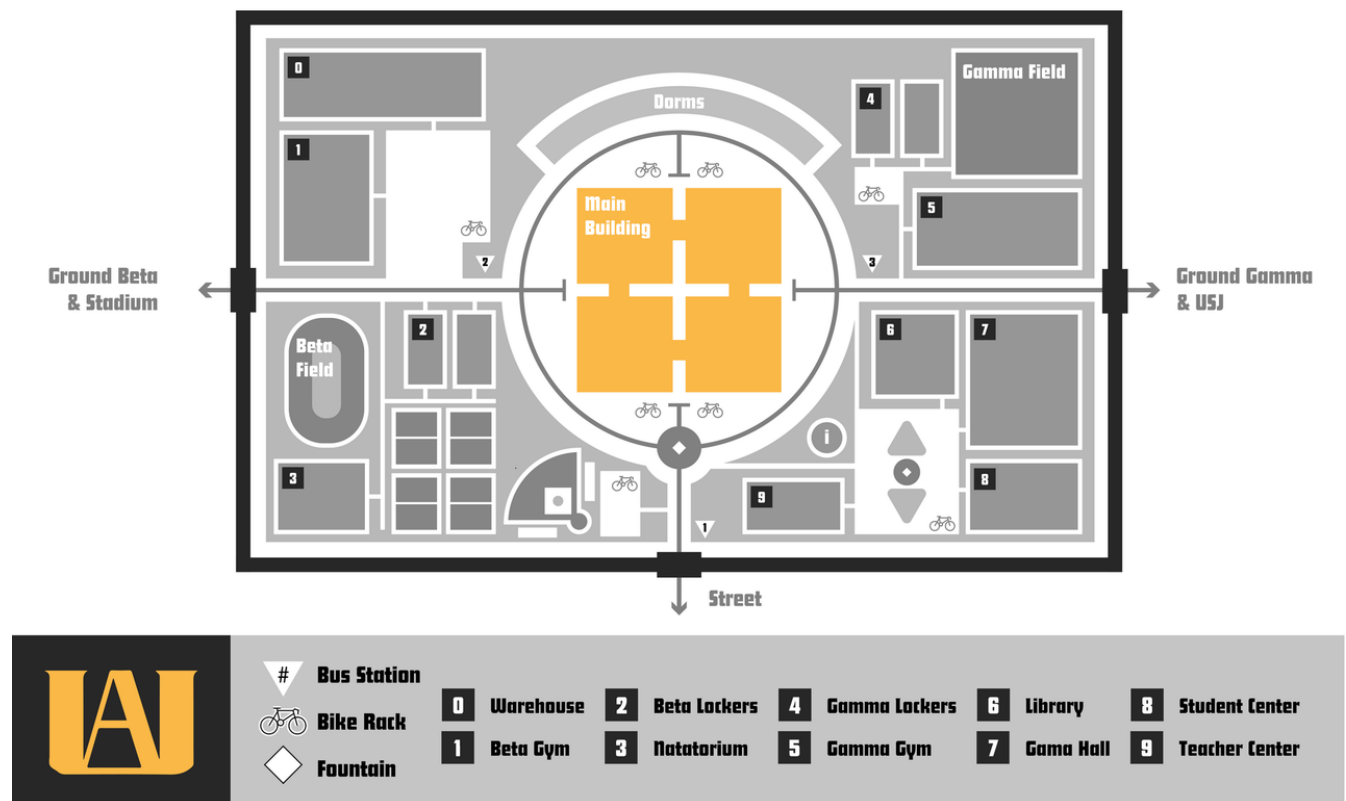 0
Gamma Field
Dorms
4
1
Main
Building
5
2
3
Ground Beta
& Stadium
Ground Gamma
& USJ
2
6
7
Beta
Field
i
3
8
9
1
Street
UA
# Bus Station
Bike Rack
Fountain
0 Warehouse
2 Beta Lockers
4 Gamma Lockers
6 Library
8 Student Center
1 Beta Gym
3 Natatorium
5 Gamma Gym
7 Gama Hall
9 Teacher Center